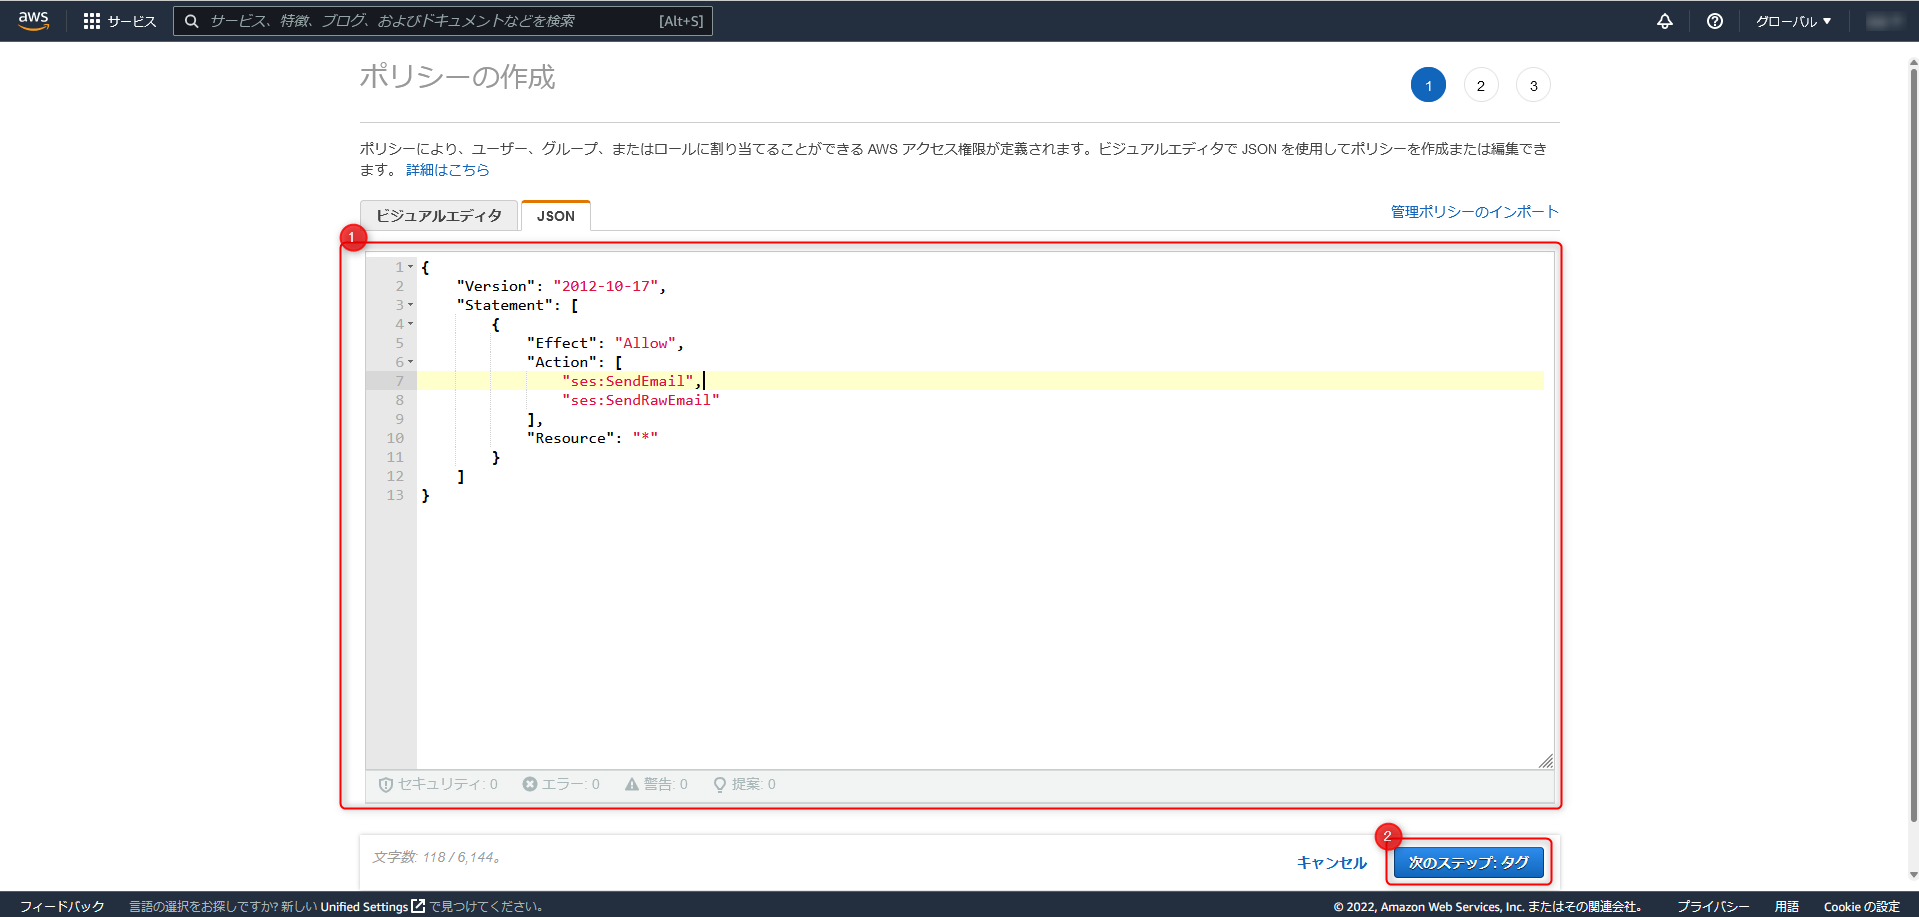 aws
サービス
サービス、特徴、ブログ、およびドキュメントなどを検索
[Alt+S]
グローバル ▼
ポリシーの作成
1
2
3
ポリシーにより、ユーザー、グループ、またはロールに割り当てることができる AWS アクセス権限が定義されます。ビジュアルエディタで JSON を使用してポリシーを作成または編集でき
ます。 詳細はこちら
ビジュアルエディタ
JSON
管理ポリシーのインポート
1
1 {
2 "Version": "2012-10-17",
3 "Statement": [
4 {
5 "Effect": "Allow",
6 "Action": [
7 "ses:SendEmail",
8 "ses:SendRawEmail"
9 ],
10 "Resource": "*"
11 }
12 ]
13 }
セキュリティ: 0
エラー: 0
警告: 0
提案: 0
2
文字数: 118 / 6,144。
キャンセル
次のステップ: タグ
フィードバック
言語の選択をお探しですか? 新しい Unified Settings で見つけてください。
© 2022, Amazon Web Services, Inc. またはその関連会社。
プライバシー
用語
Cookie の設定